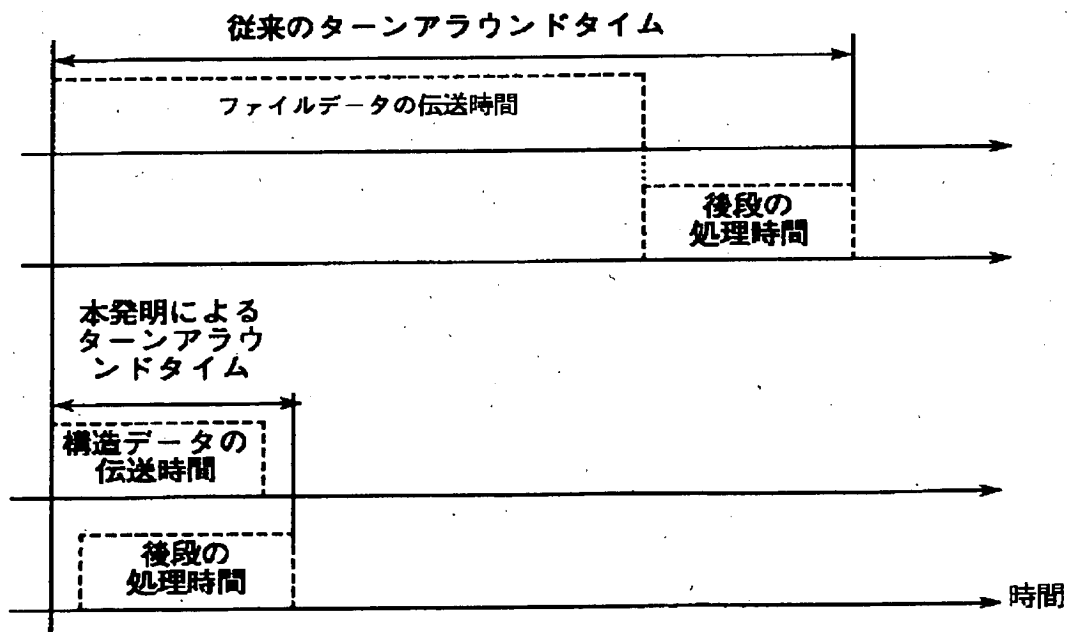 従来のターンアラウンドタイム
ファイルデータの伝送時間
後段の
処理時間
本発明による
ターンアラウ
ンドタイム
構造データの
伝送時間
後段の
処理時間
時間